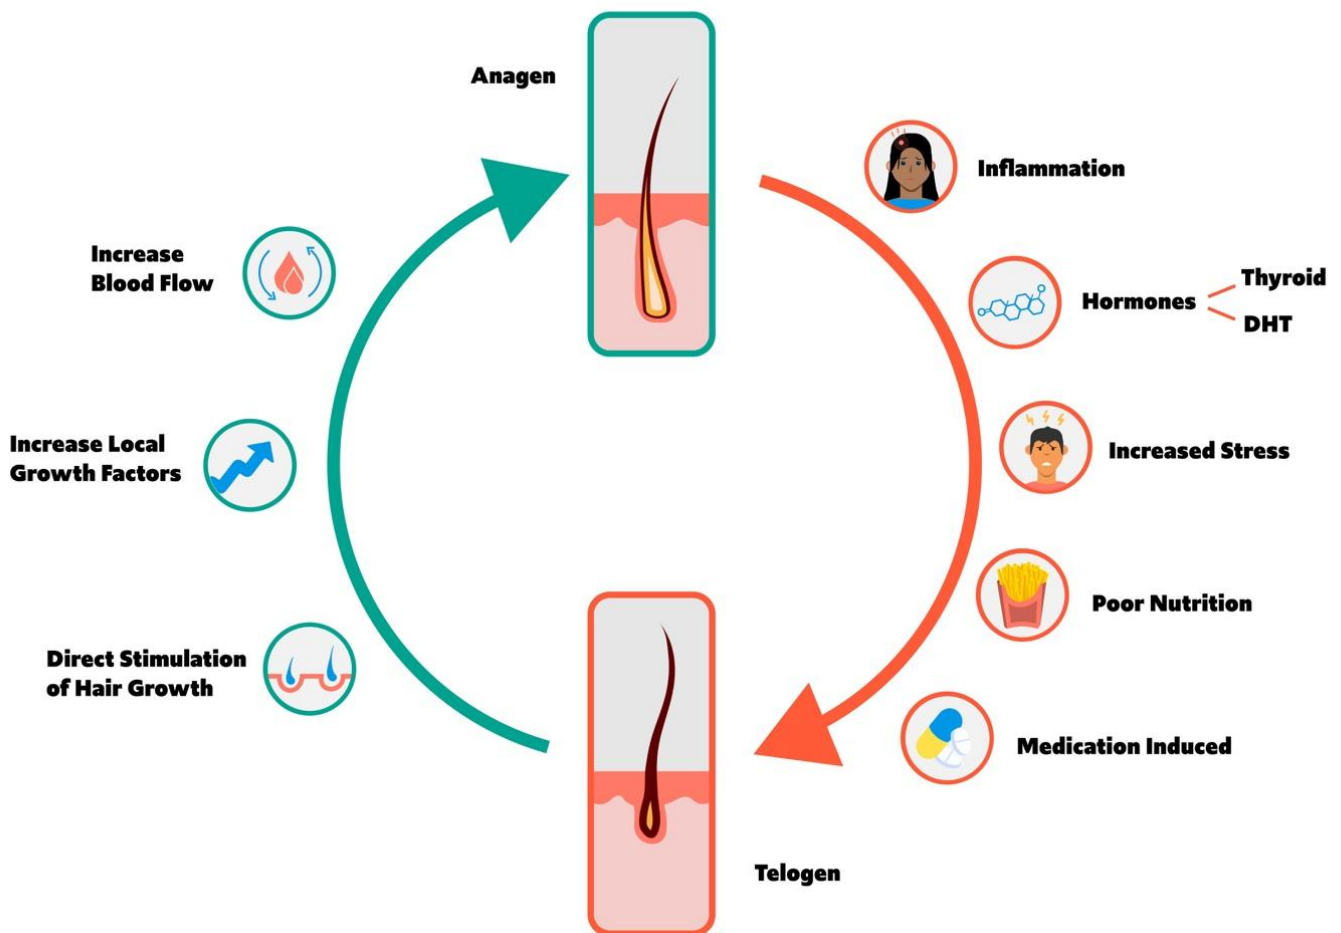 Anagen
Inflammation
Increase
Blood Flow
Hormones
Thyroid
DHT
Increase Local
Growth Factors
Increased Stress
Poor Nutrition
Direct Stimulation
of Hair Growth
Medication Induced
Telogen